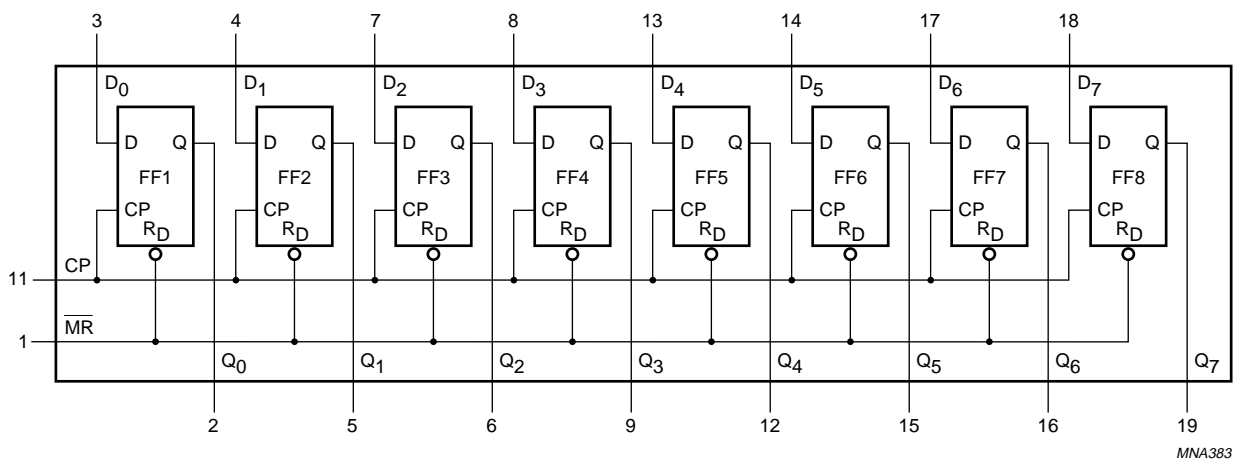 3 4 7 8 13 14 17 18
D0 D1 D2 D3 D4 D5 D6 D7
D Q D Q D Q D Q D Q D Q D Q D Q
FF1 FF2 FF3 FF4 FF5 FF6 FF7 FF8
CP CP CP CP CP CP CP CP
RD RD RD RD RD RD RD RD
CP
11
MR
1
Q0 Q1 Q2 Q3 Q4 Q5 Q6 Q7
2 5 6 9 12 15 16 19
MNA383